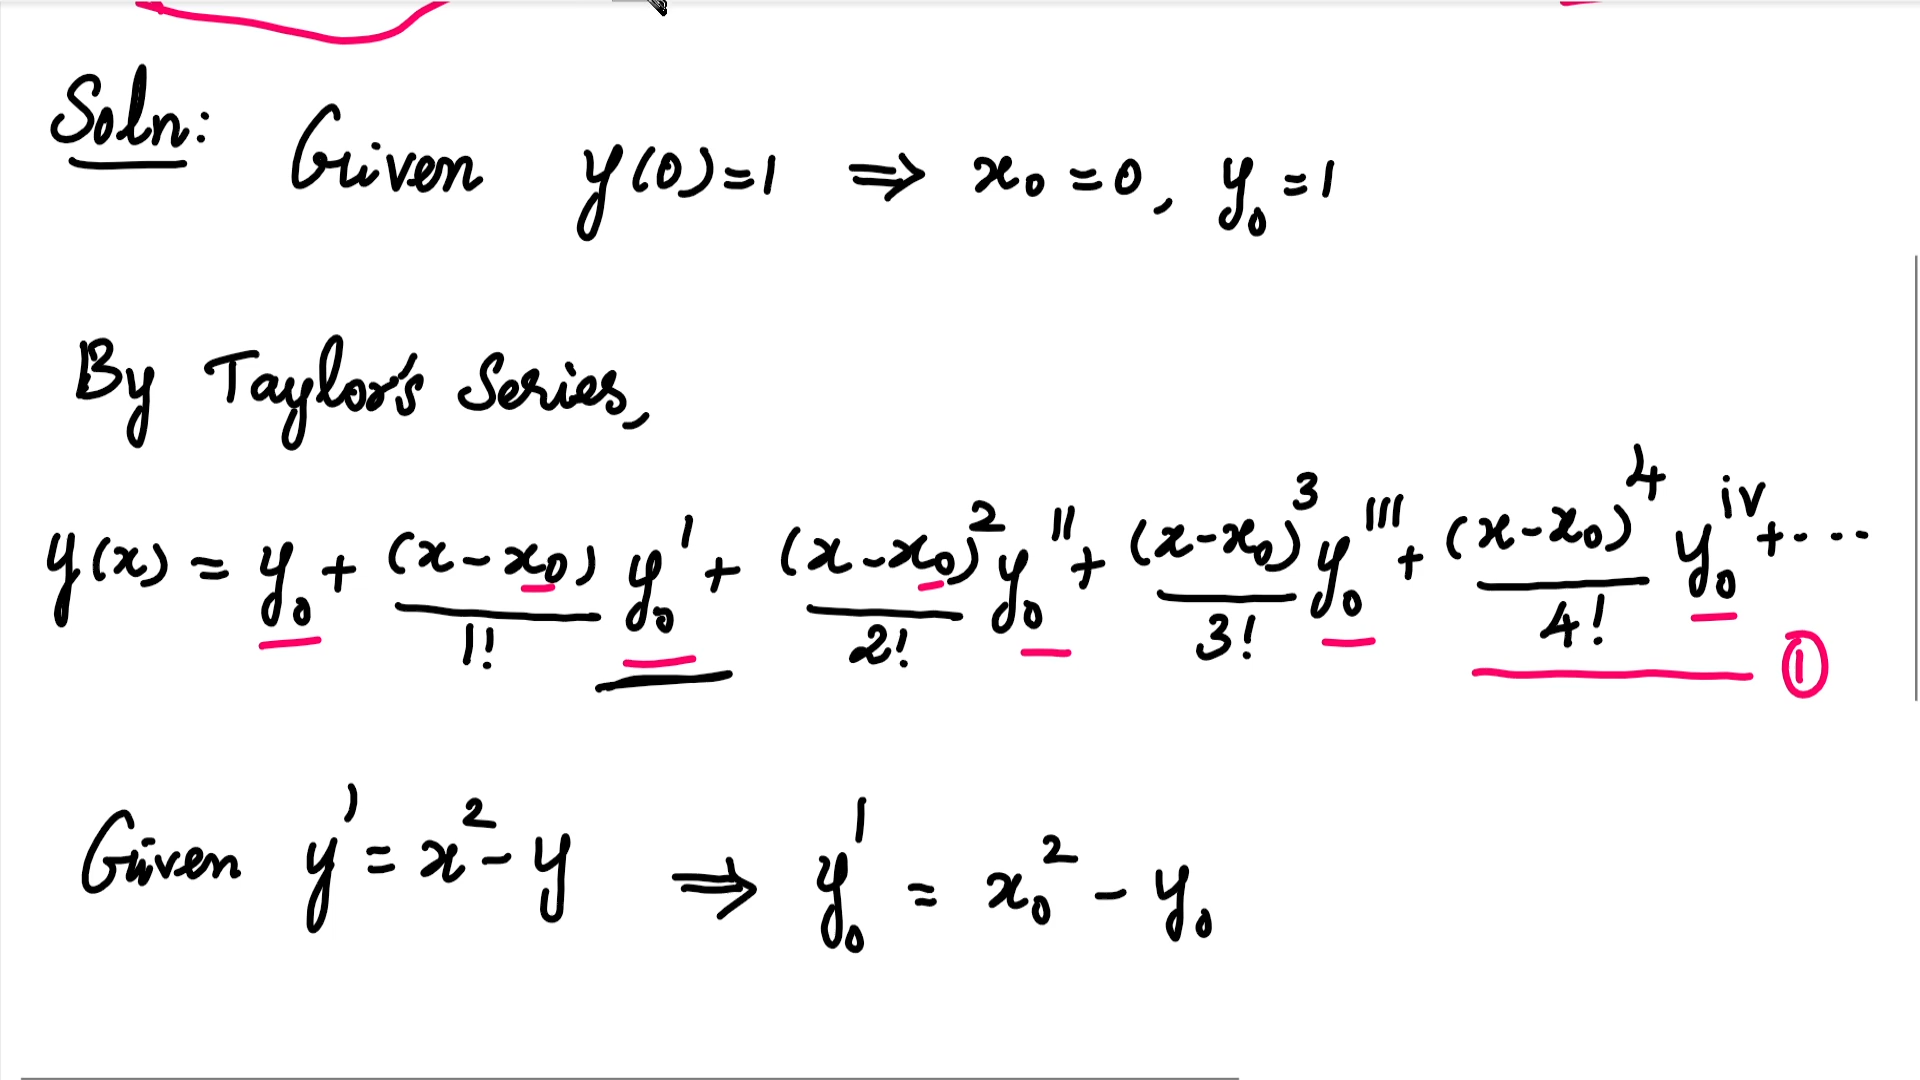 Soln: Given y(0)=1 ⇒ x₀ = 0, y₀ = 1
By Taylor's Series,
y(x) = y₀ + (x-x₀)/1! y₀' + (x-x₀)²/2! y₀'' + (x-x₀)³/3! y₀''' + (x-x₀)⁴/4! y₀^iv + ....
①
Given y' = x² - y ⇒ y₀' = x₀² - y₀